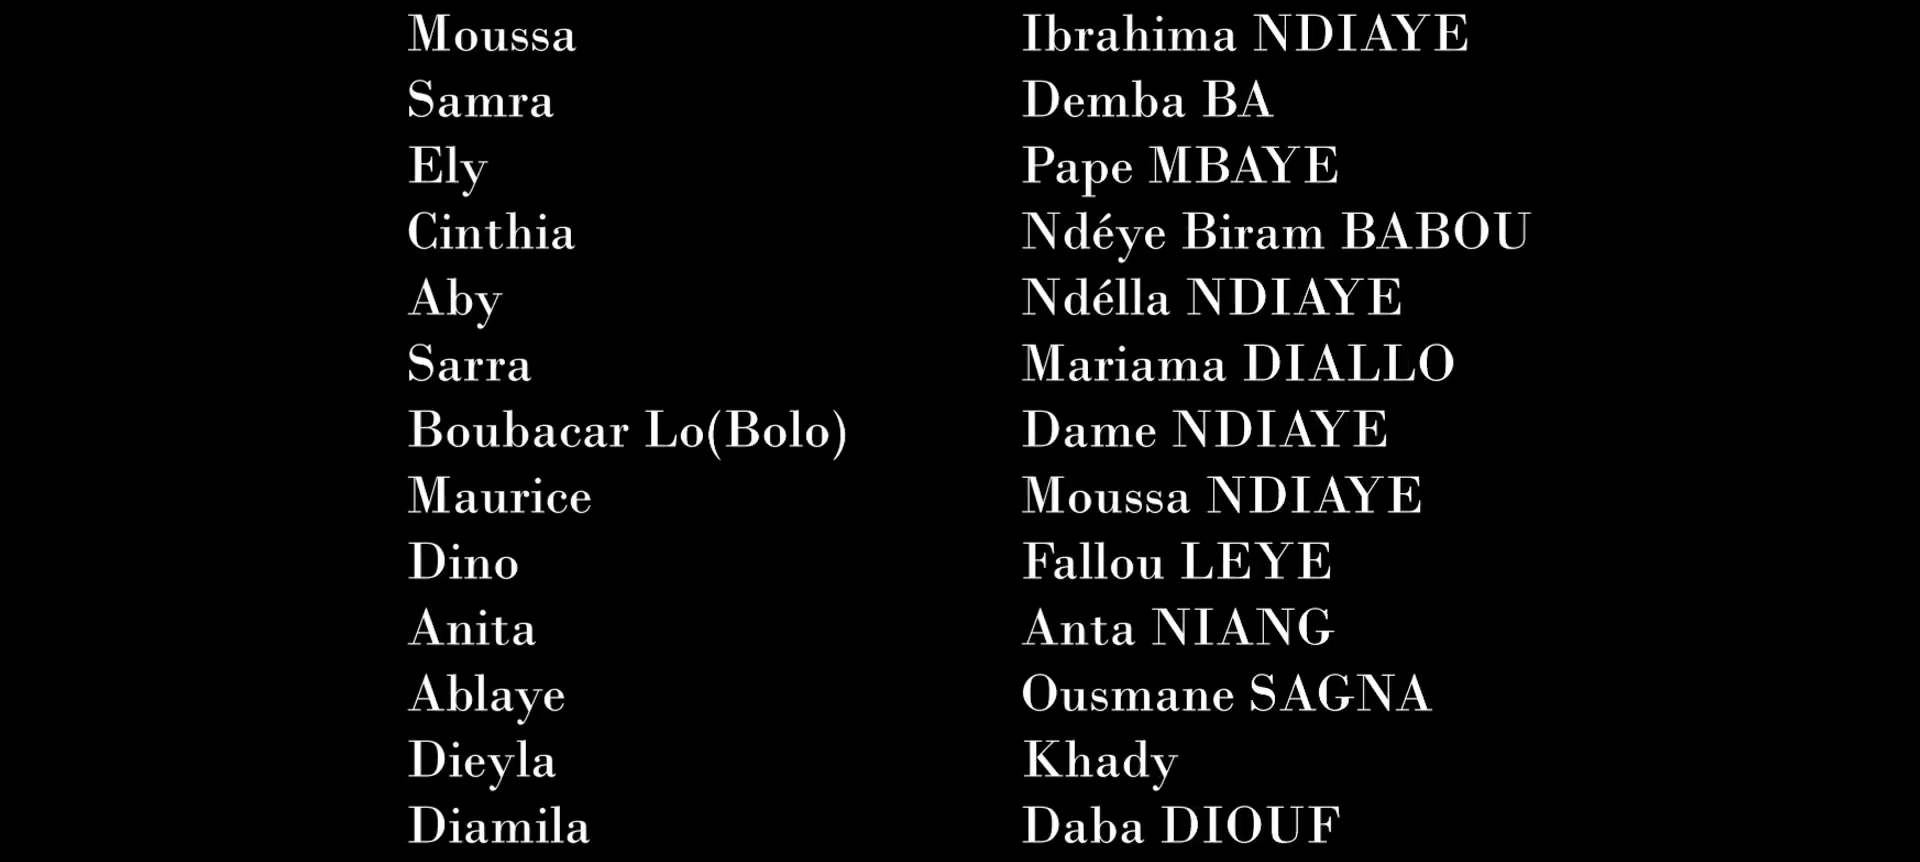 Moussa Ibrahima NDIAYE
Samra Demba BA
Ely Pape MBAYE
Cinthia Ndéye Biram BABOU
Aby Ndélla NDIAYE
Sarra Mariama DIALLO
Boubacar Lo(Bolo) Dame NDIAYE
Maurice Moussa NDIAYE
Dino Fallou LEYE
Anita Anta NIANG
Ablaye Ousmane SAGNA
Dieyla Khady
Diamila Daba DIOUF